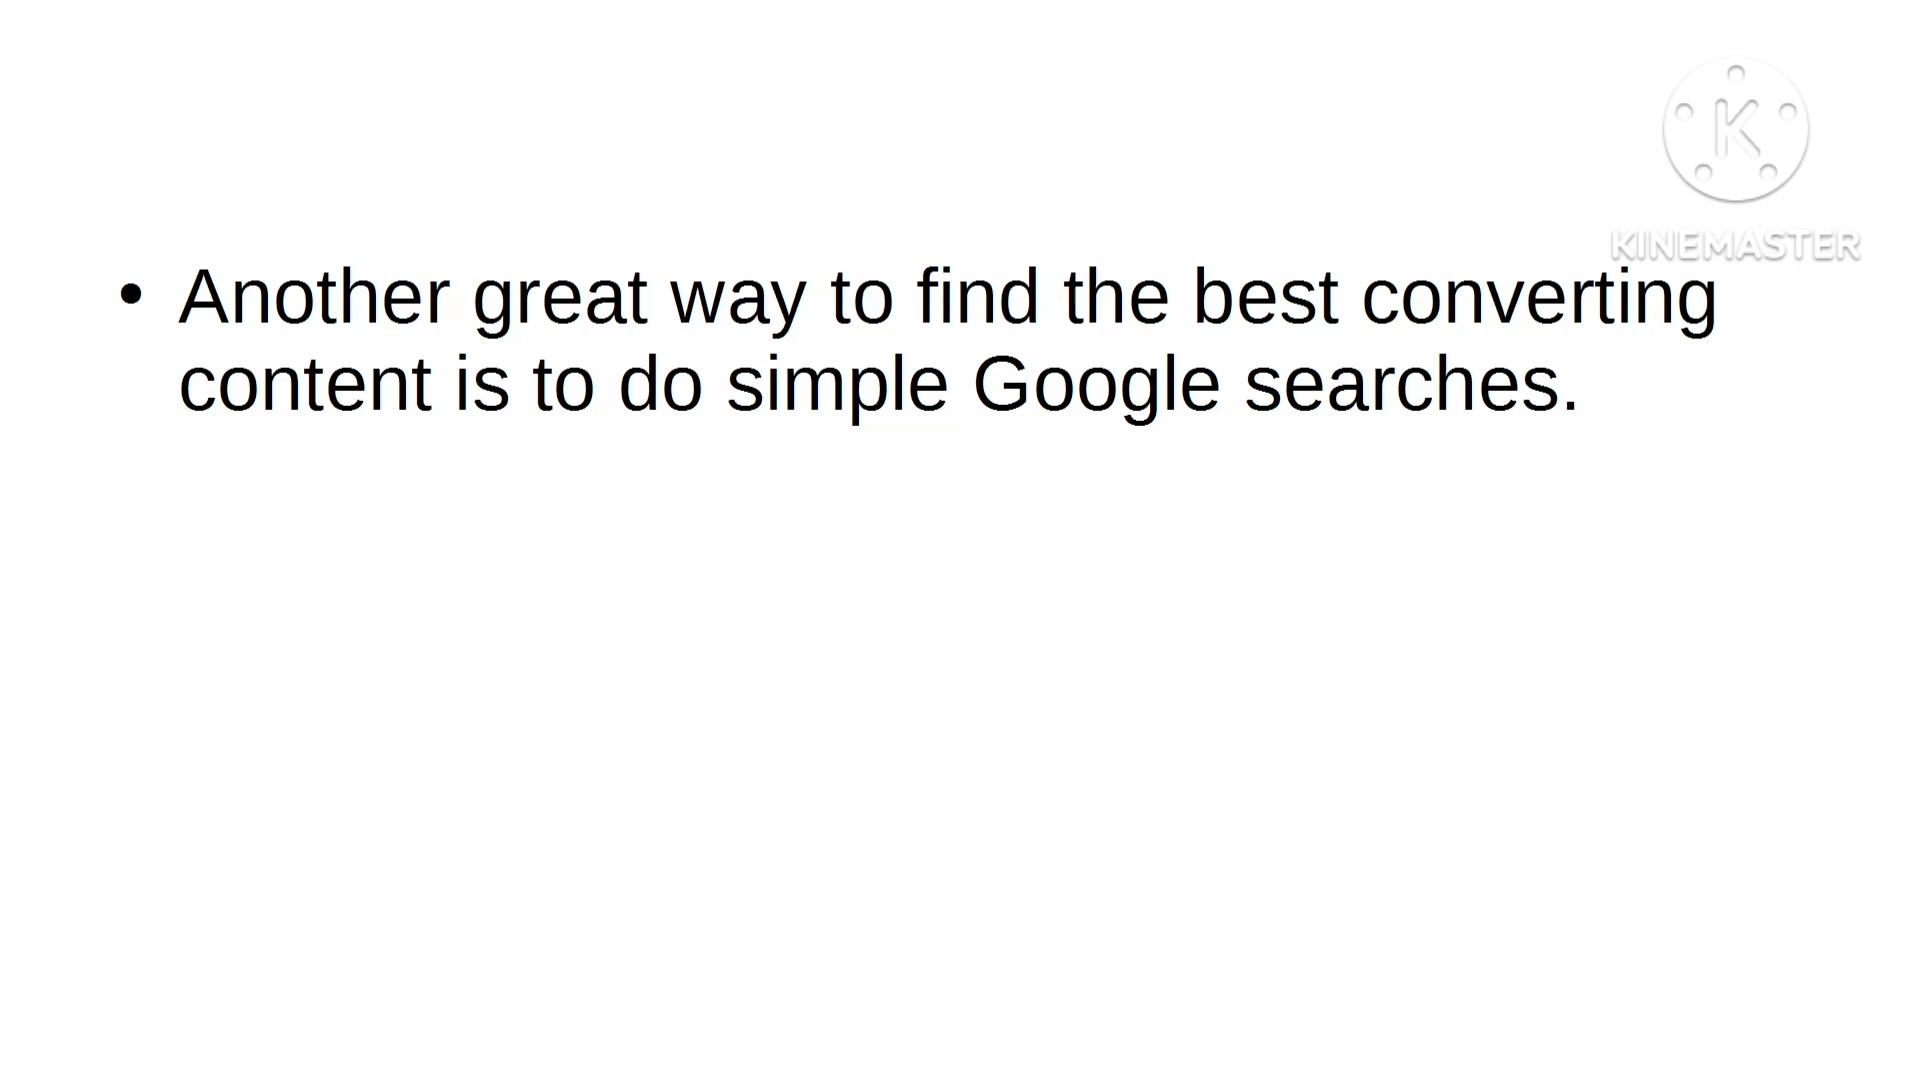 K
KINEMASTER
• Another great way to find the best converting
content is to do simple Google searches.